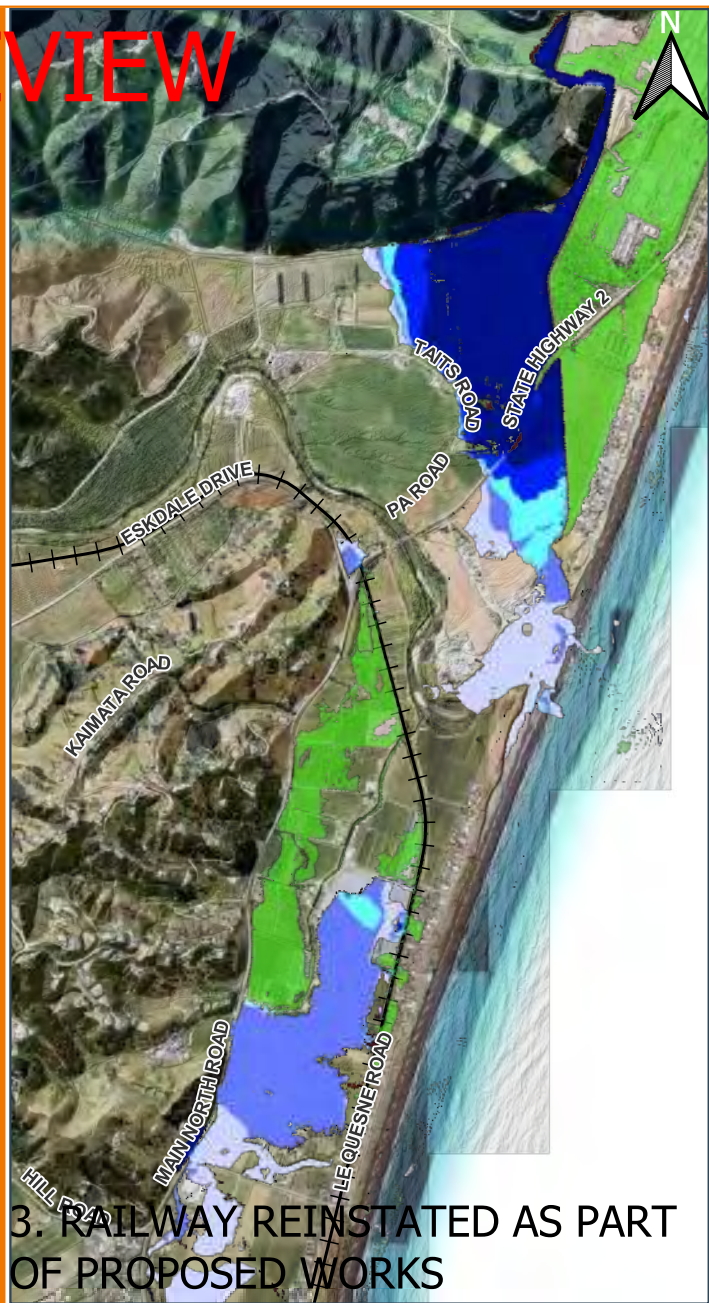 VIEW
N
STATE HIGHWAY 2
TAITS ROAD
PA ROAD
ESKDALE DRIVE
KAIMATA ROAD
MAIN NORTH ROAD
LE QUESNE ROAD
HILL ROAD
3. RAILWAY REINSTATED AS PART
OF PROPOSED WORKS